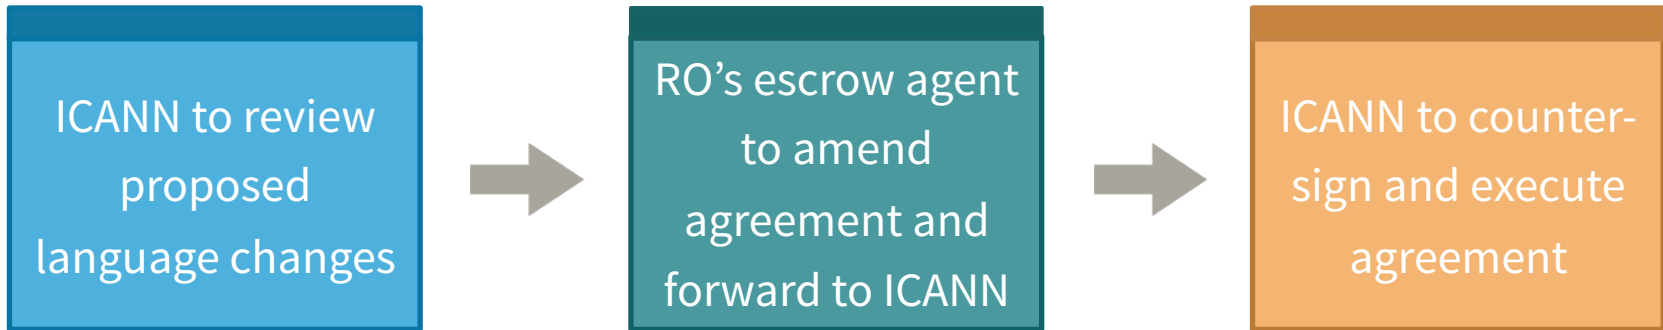 ICANN to review
proposed
language changes
RO’s escrow agent
to amend
agreement and
forward to ICANN
ICANN to counter-
sign and execute
agreement